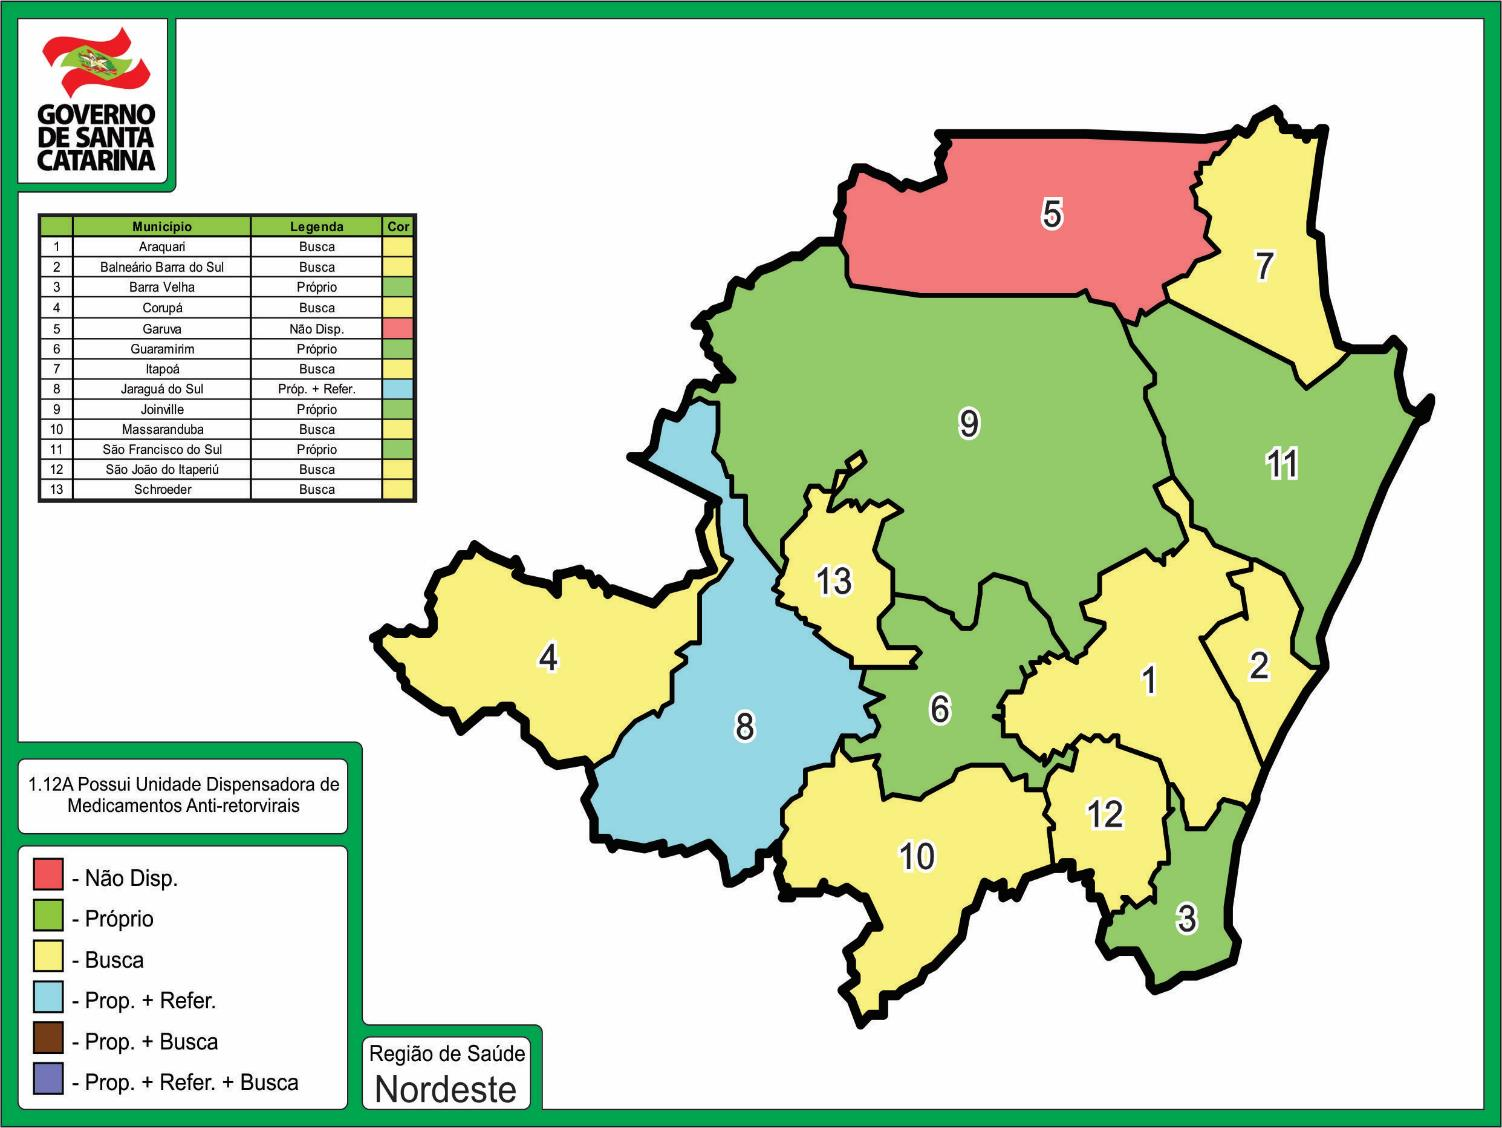 GOVERNO
DE SANTA
CATARINA
Município Legenda Cor
1 Araquari Busca
2 Balneário Barra do Sul Busca
3 Barra Velha Próprio
4 Corupá Busca
5 Garuva Não Disp.
6 Guaramirim Próprio
7 Itapoá Busca
8 Jaraguá do Sul Próp. + Refer.
9 Joinville Próprio
10 Massaranduba Busca
11 São Francisco do Sul Próprio
12 São João do Itaperiú Busca
13 Schroeder Busca
5
7
9
11
13
4
2
1
6
8
12
10
3
1.12A Possui Unidade Dispensadora de
Medicamentos Anti-retorvirais
- Não Disp.
- Próprio
- Busca
- Prop. + Refer.
- Prop. + Busca
- Prop. + Refer. + Busca
Região de Saúde
Nordeste